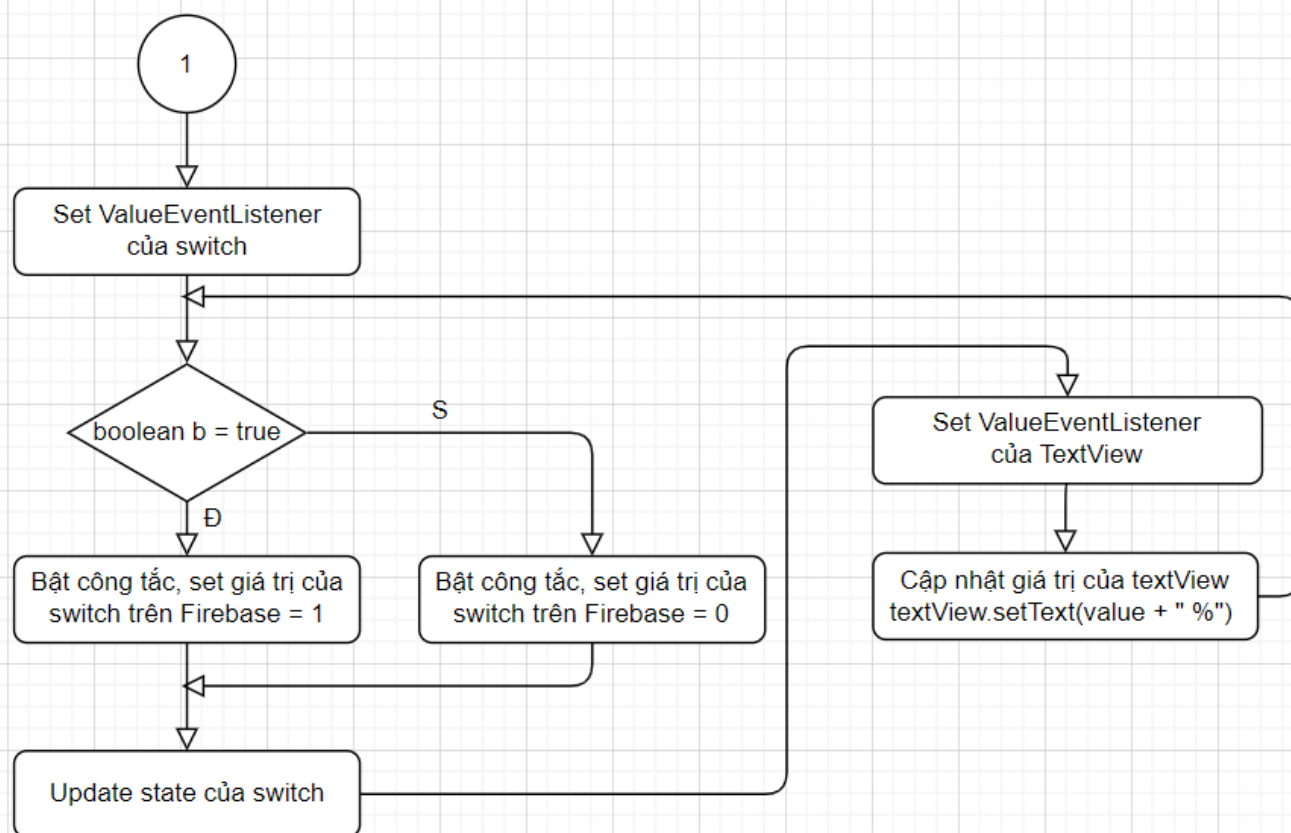 1
Set ValueEventListener
của switch
boolean b = true
S
Đ
Bật công tắc, set giá trị của
switch trên Firebase = 1
Bật công tắc, set giá trị của
switch trên Firebase = 0
Update state của switch
Set ValueEventListener
của TextView
Cập nhật giá trị của textView
textView.setText(value + " %")